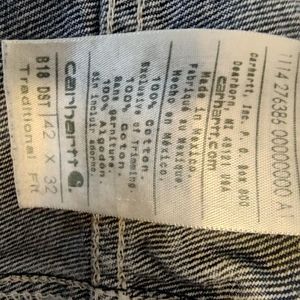 carhartt
B18 DST 42 X 32
Traditional Fit
100% Cotton.
Exclusive of Trimming.
100% Coton.
Sans garniture.
100% Algodón.
Sin incluir adorno.
Made in Mexico
Fabriqué au Mexique
Hecho en México.
Carhartt, Inc. P.O. Box 600
Dearborn, MI 48121 USA
carhartt.com